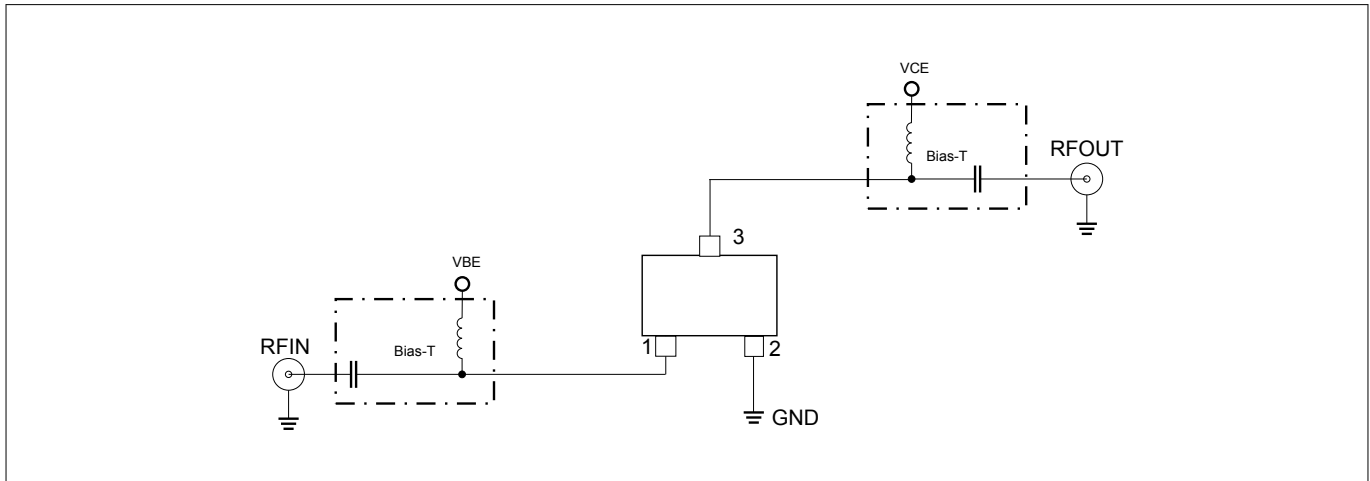 VCE
Bias-T
RFOUT
3
VBE
RFIN
Bias-T
1
2
GND